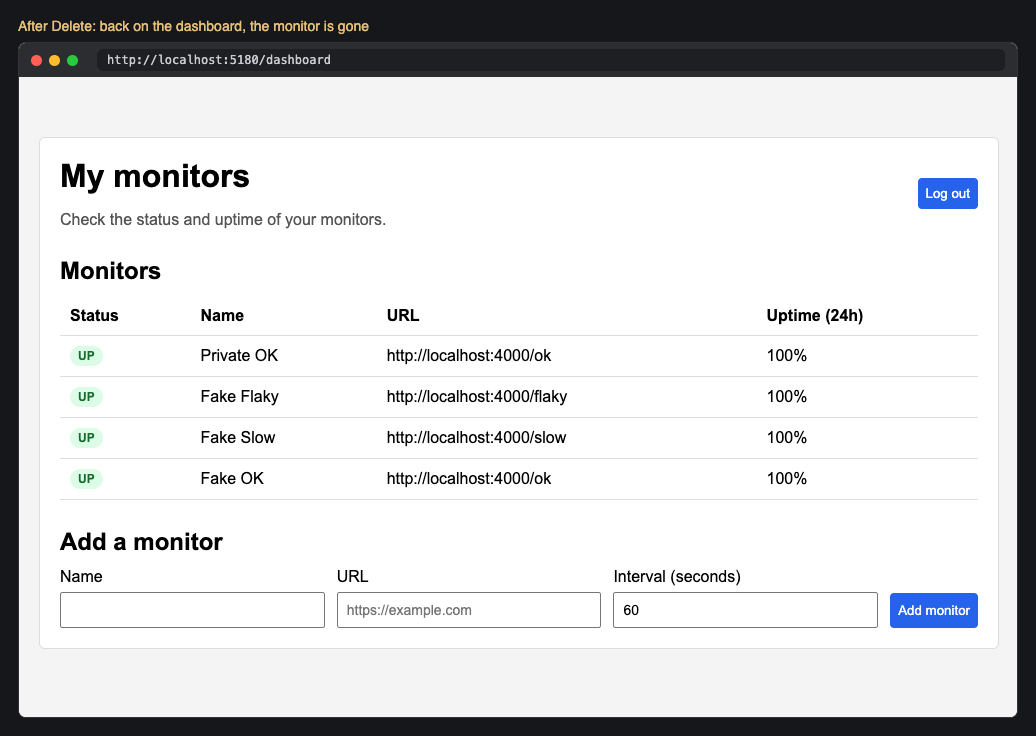 After Delete: back on the dashboard, the monitor is gone
http://localhost:5180/dashboard
My monitors
Log out
Check the status and uptime of your monitors.
Monitors
Status Name URL Uptime (24h)
UP Private OK http://localhost:4000/ok 100%
UP Fake Flaky http://localhost:4000/flaky 100%
UP Fake Slow http://localhost:4000/slow 100%
UP Fake OK http://localhost:4000/ok 100%
Add a monitor
Name URL Interval (seconds)
https://example.com 60 Add monitor